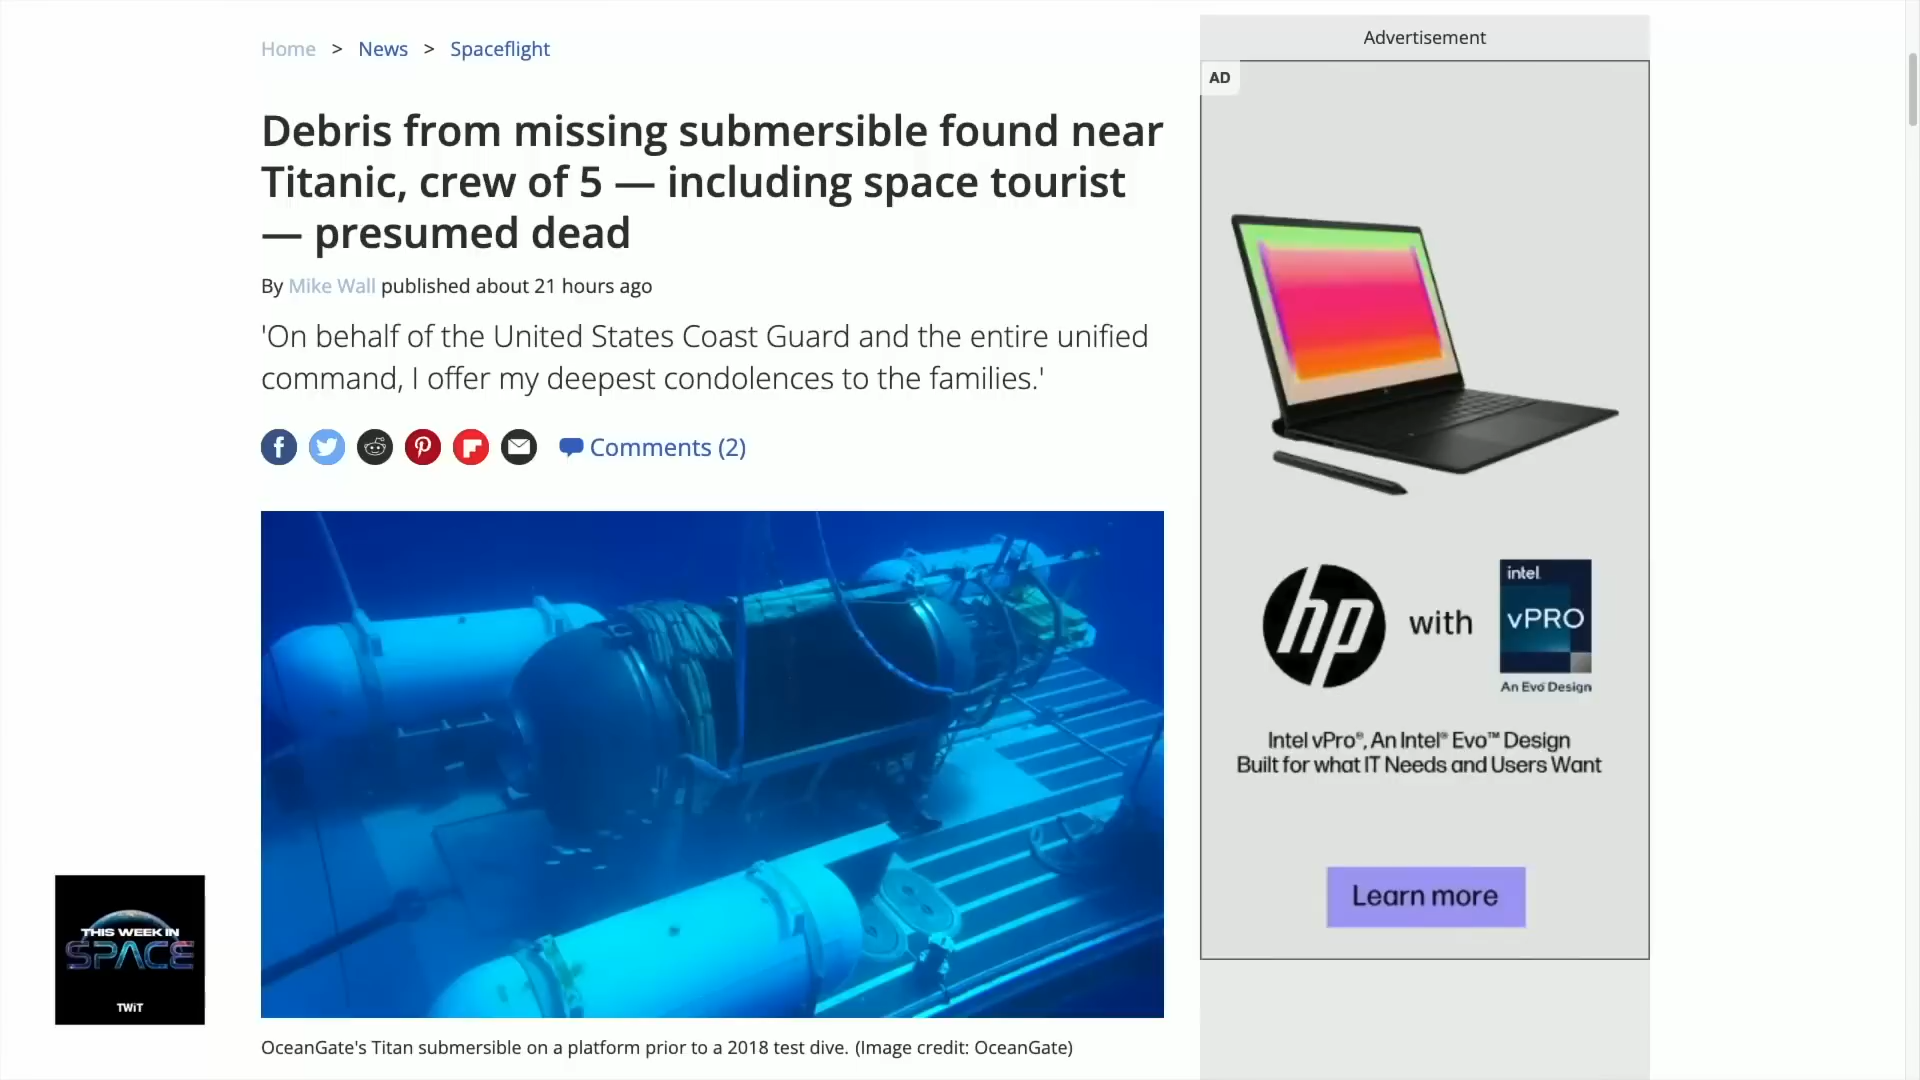 Home > News > Spaceflight
Debris from missing submersible found near
Titanic, crew of 5 — including space tourist
— presumed dead
By Mike Wall published about 21 hours ago
'On behalf of the United States Coast Guard and the entire unified
command, I offer my deepest condolences to the families.'
Comments (2)
OceanGate's Titan submersible on a platform prior to a 2018 test dive. (Image credit: OceanGate)
THIS WEEK IN
SPACE
TWiT
Advertisement
AD
hp with intel vPRO
An Evo Design
Intel vPro®, An Intel® Evo™ Design
Built for what IT Needs and Users Want
Learn more